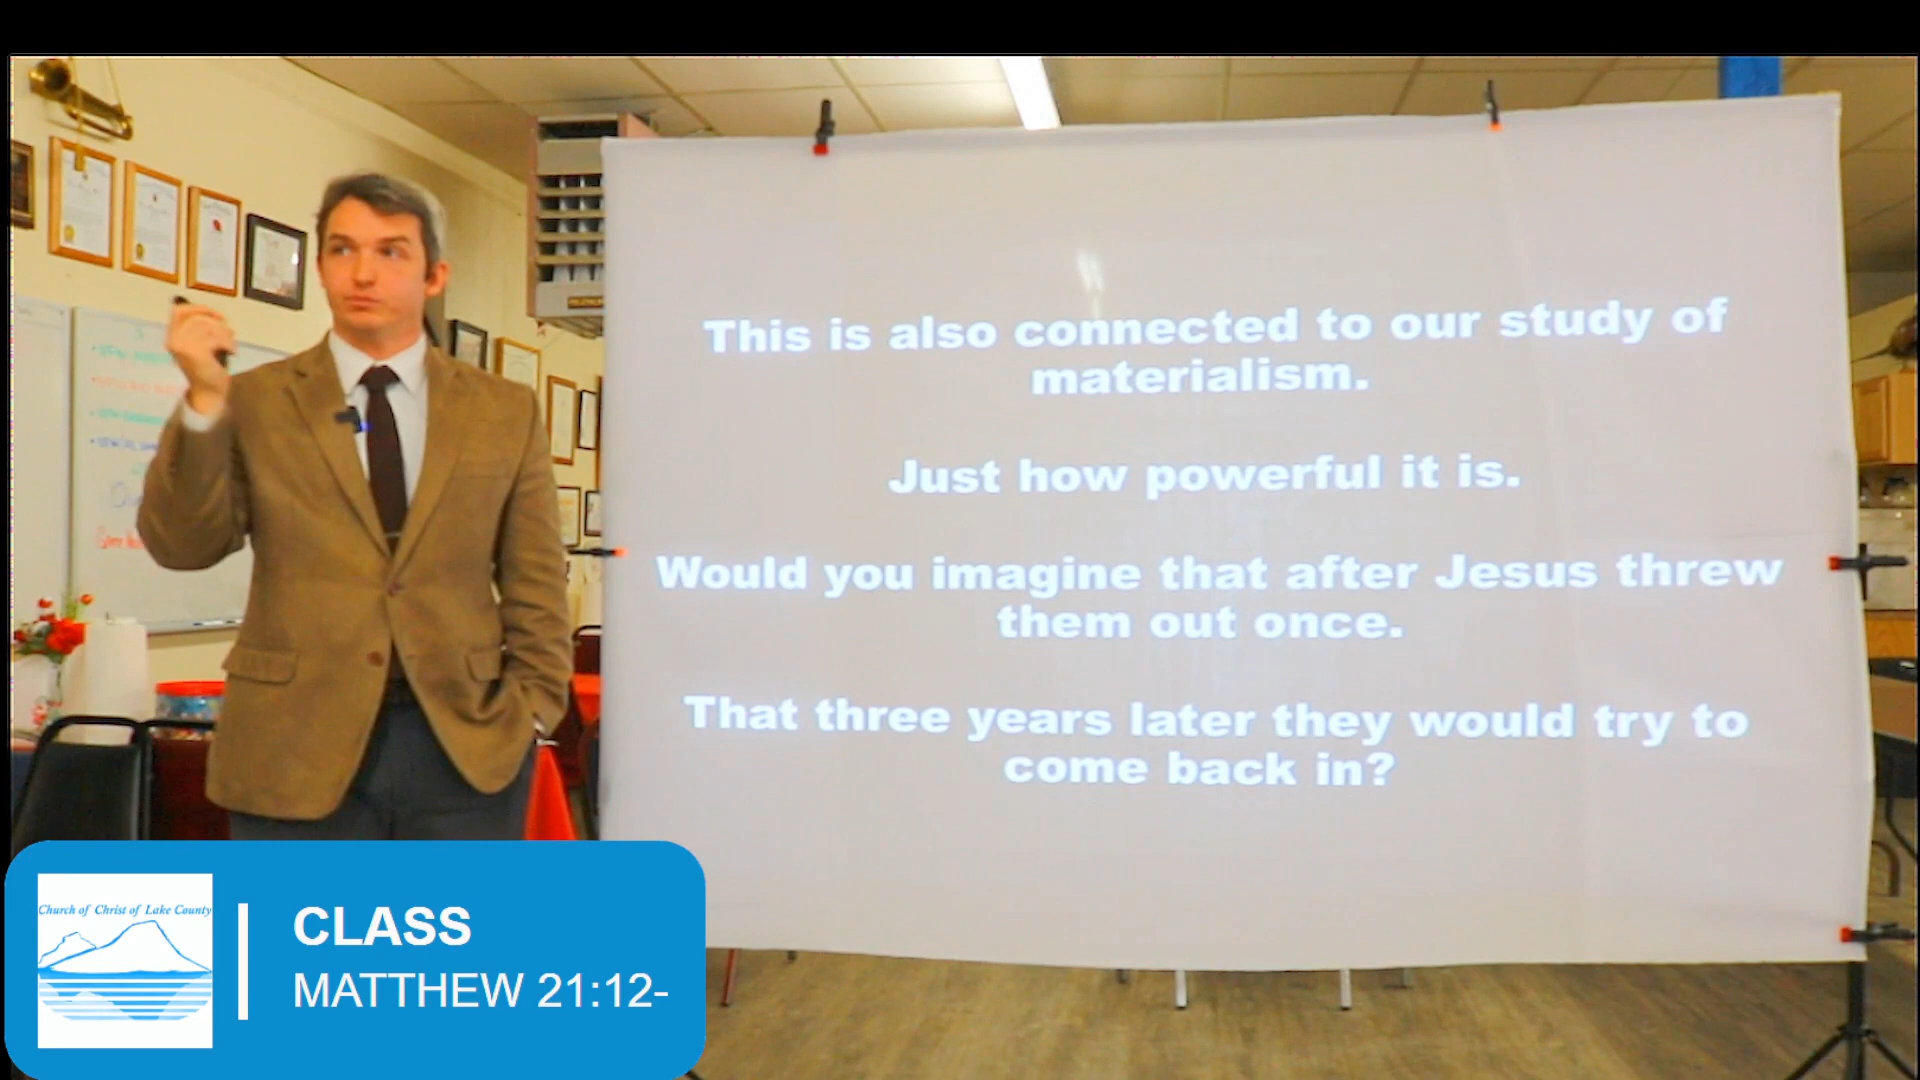 This is also connected to our study of
materialism.
Just how powerful it is.
Would you imagine that after Jesus threw
them out once.
That three years later they would try to
come back in?
Church of Christ of Lake County
CLASS
MATTHEW 21:12-